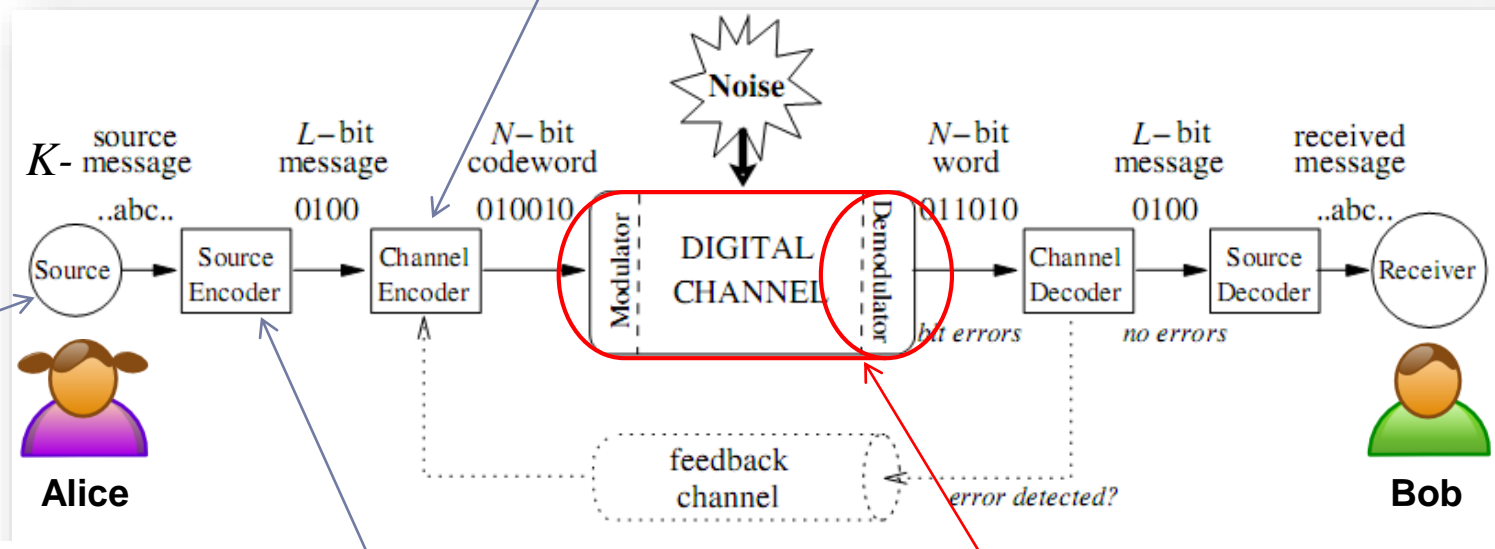 Noise
K- source message
L–bit message
N–bit codeword
N–bit word
L–bit message
received message
..abc..
0100
010010
011010
0100
..abc..
Source
Source Encoder
Channel Encoder
Modulator
DIGITAL CHANNEL
Demodulator
Channel Decoder
Source Decoder
Receiver
bit errors
no errors
feedback channel
error detected?
Alice
Bob